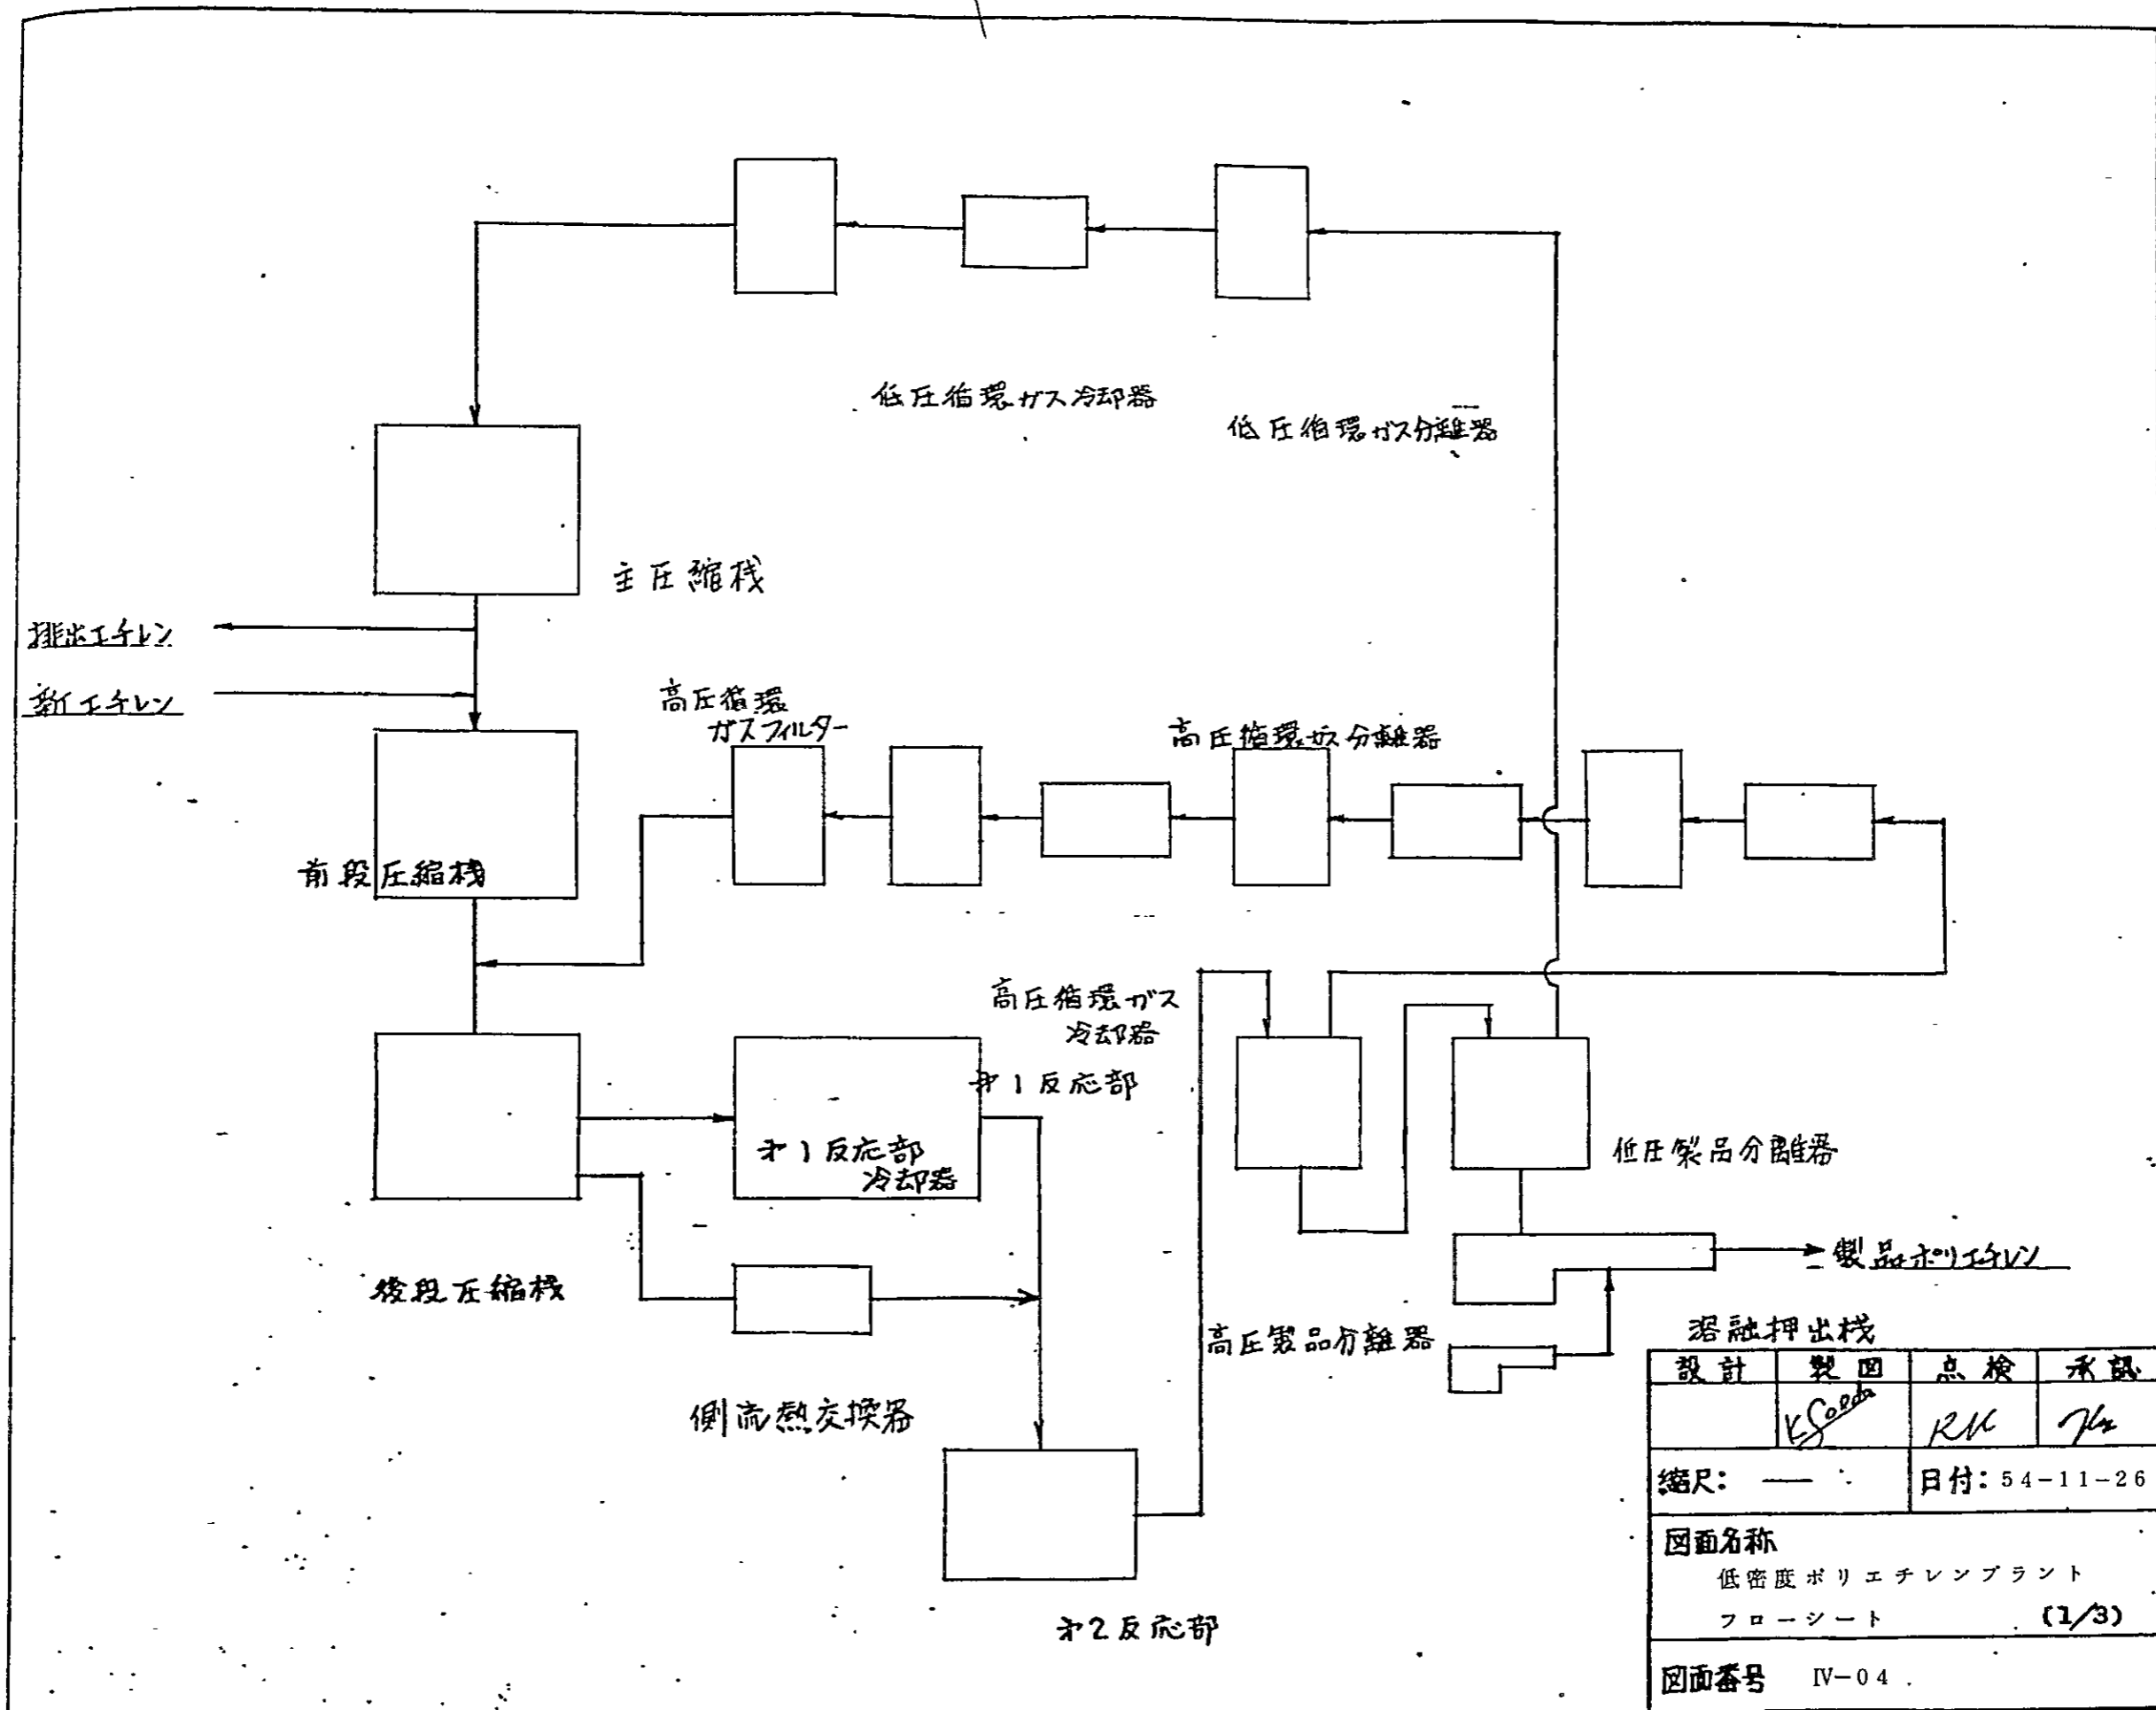 低圧循環ガス冷却器
低圧循環ガス分離器
主圧縮機
排出エチレン
新エチレン
高圧循環
ガスフィルター
高圧循環ガス分離器
前段圧縮機
高圧循環ガス
冷却器
才1反応部
才1反応部
冷却器
低圧製品分離器
後段圧縮機
製品ポリエチレン
高圧製品分離器
溶融押出機
側流熱交換器
才2反応部
設計 製図 点検 承認
RK
縮尺: — 日付: 54-11-26
図面名称
低密度ポリエチレンプラント
フローシート (1/3)
図面番号 Ⅳ-04